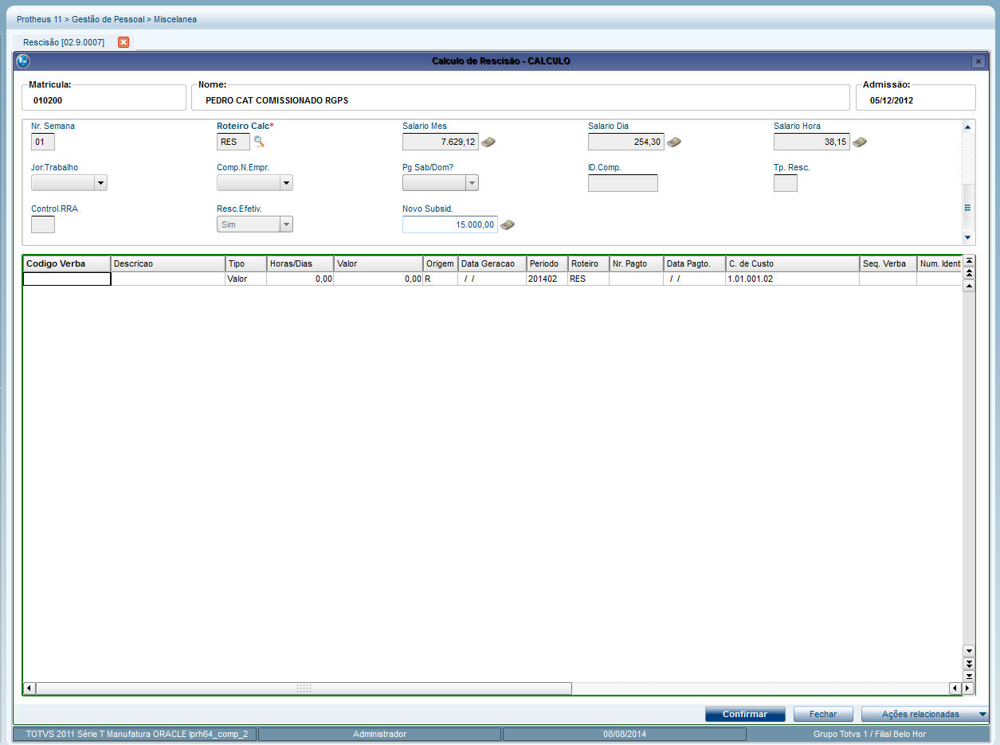 Protheus 11 > Gestão de Pessoal > Miscelanea
Rescisão [02.9.0007]
Calculo de Rescisão - CALCULO
Matricula: Nome: Admissão:
010200 PEDRO CAT COMISSIONADO RGPS 05/12/2012
Nr. Semana Roteiro Calc* Salario Mes Salario Dia Salario Hora
01 RES 7.629,12 254,30 38,15
Jor.Trabalho Comp.N.Empr. Pg Sab/Dom? ID.Comp. Tp. Resc.
Control.RRA Resc.Efetiv. Novo Subsid.
Sim 15.000,00
Codigo Verba Descricao Tipo Horas/Dias Valor Origem Data Geracao Periodo Roteiro Nr. Pagto Data Pagto. C. de Custo Seq. Verba Num. Ident
Valor 0,00 0,00 R / / 201402 RES / / 1.01.001.02
Confirmar Fechar Ações relacionadas
TOTVS 2011 Série T Manufatura ORACLE lprh64_comp_2 Administrador 08/08/2014 Grupo Totvs 1 / Filial Belo Hor